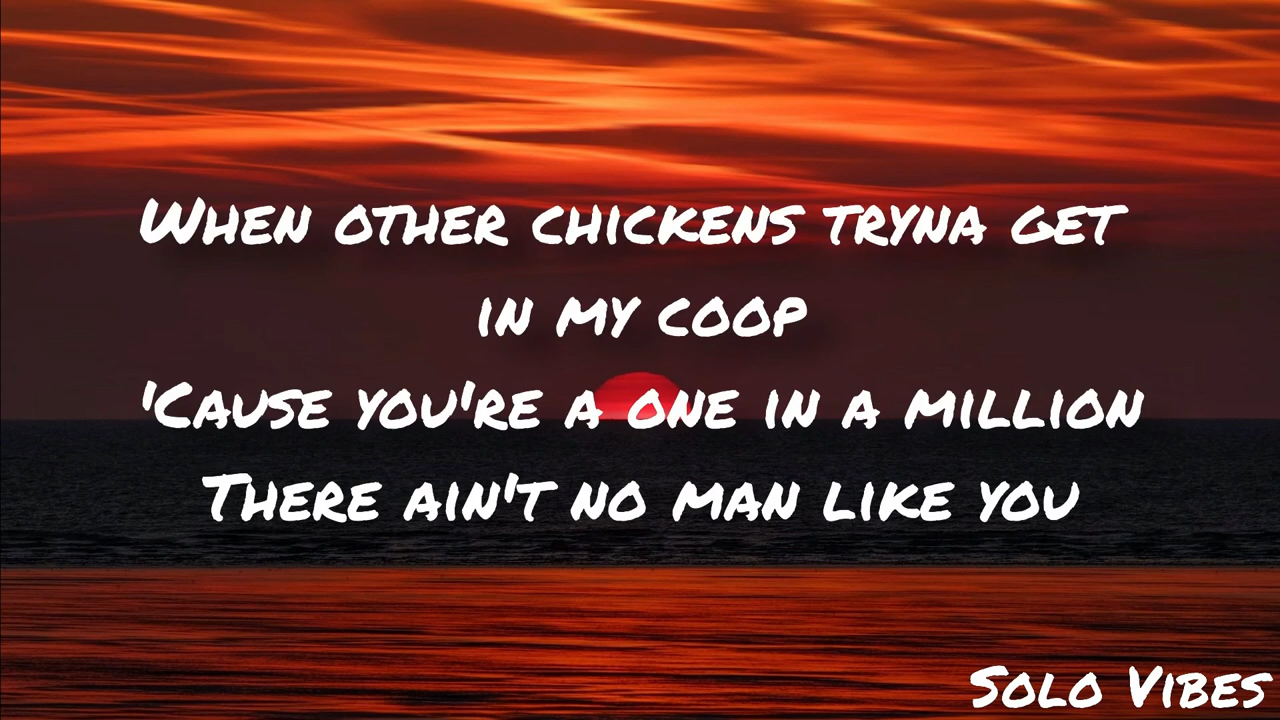 When other chickens tryna get
in my coop
'Cause you're a one in a million
There ain't no man like you
Solo Vibes